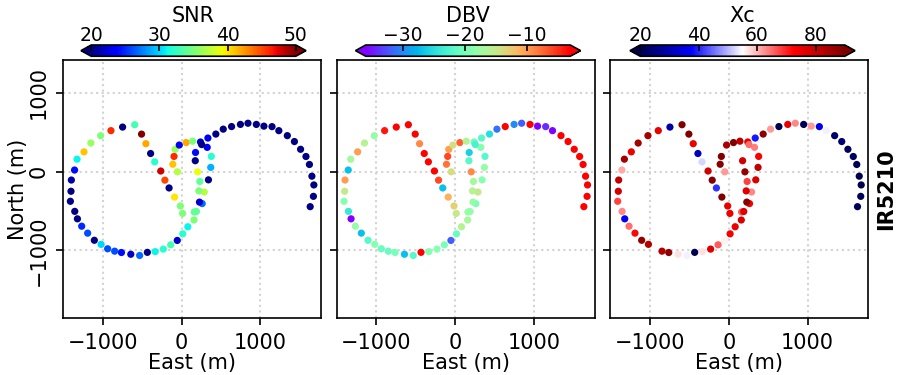 SNR DBV Xc
20 30 40 50 −30 −20 −10 20 40 60 80
1000
0
−1000
North (m)
IR5210
−1000 0 1000 −1000 0 1000 −1000 0 1000
East (m) East (m) East (m)